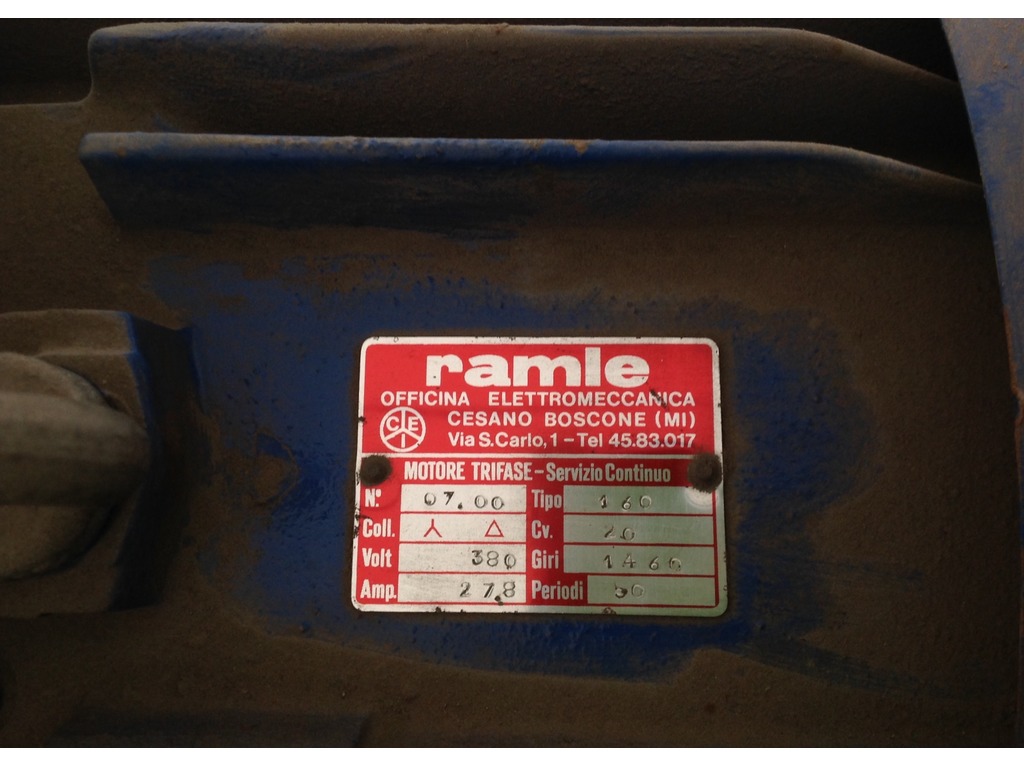 ramle
OFFICINA ELETTROMECCANICA
CEI
CESANO BOSCONE (MI)
Via S. Carlo, 1 - Tel 45.83.017
MOTORE TRIFASE - Servizio Continuo
N.° 07.00 Tipo 160
Coll. Cv. 20
Volt 380 Giri 1460
Amp. 27,8 Periodi 50